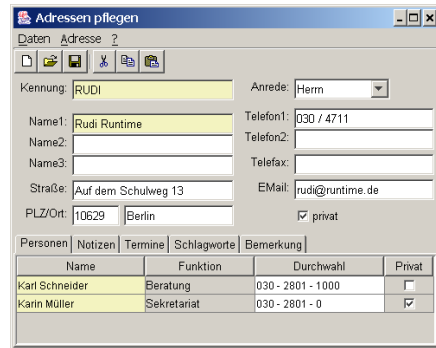 Adressen pflegen
Daten Adresse ?
Kennung: RUDI Anrede: Herrn
Name1: Rudi Runtime Telefon1: 030 / 4711
Name2: Telefon2:
Name3: Telefax:
Straße: Auf dem Schulweg 13 EMail: rudi@runtime.de
PLZ/Ort: 10629 Berlin privat
Personen Notizen Termine Schlagworte Bemerkung
Name Funktion Durchwahl Privat
Karl Schneider Beratung 030 - 2801 - 1000
Karin Müller Sekretariat 030 - 2801 - 0